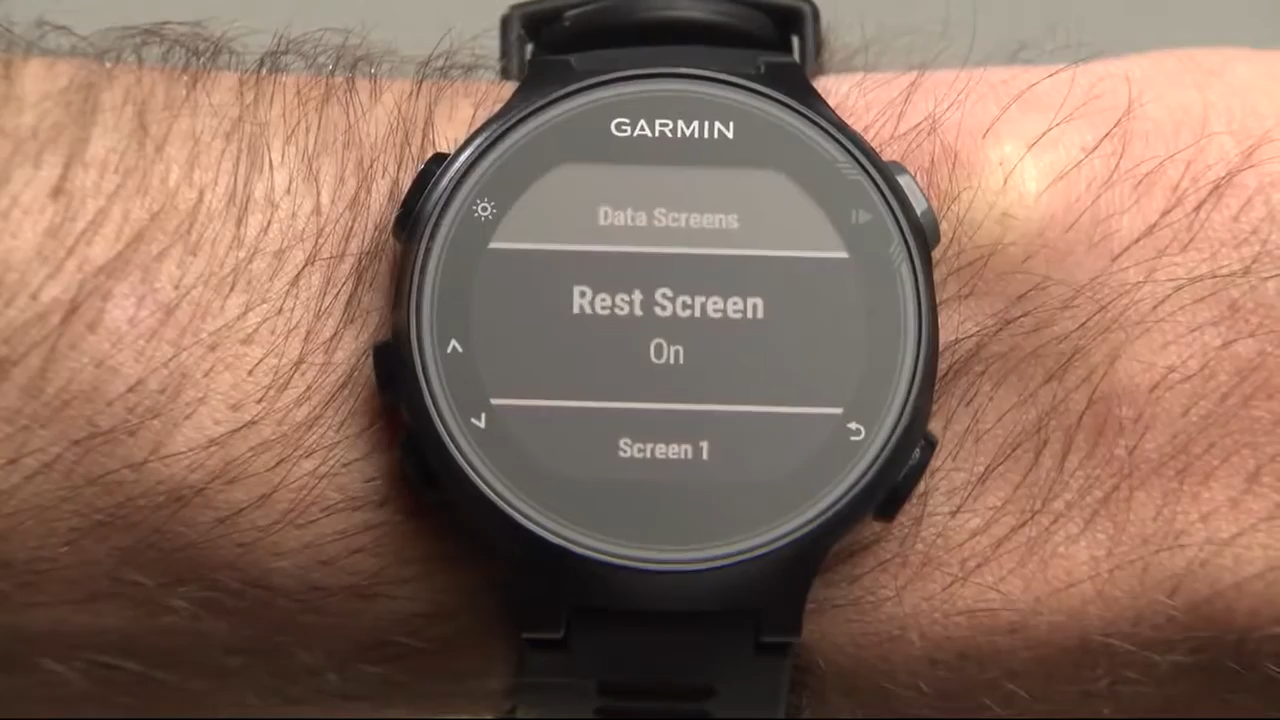 GARMIN
Data Screens
Rest Screen
On
Screen 1